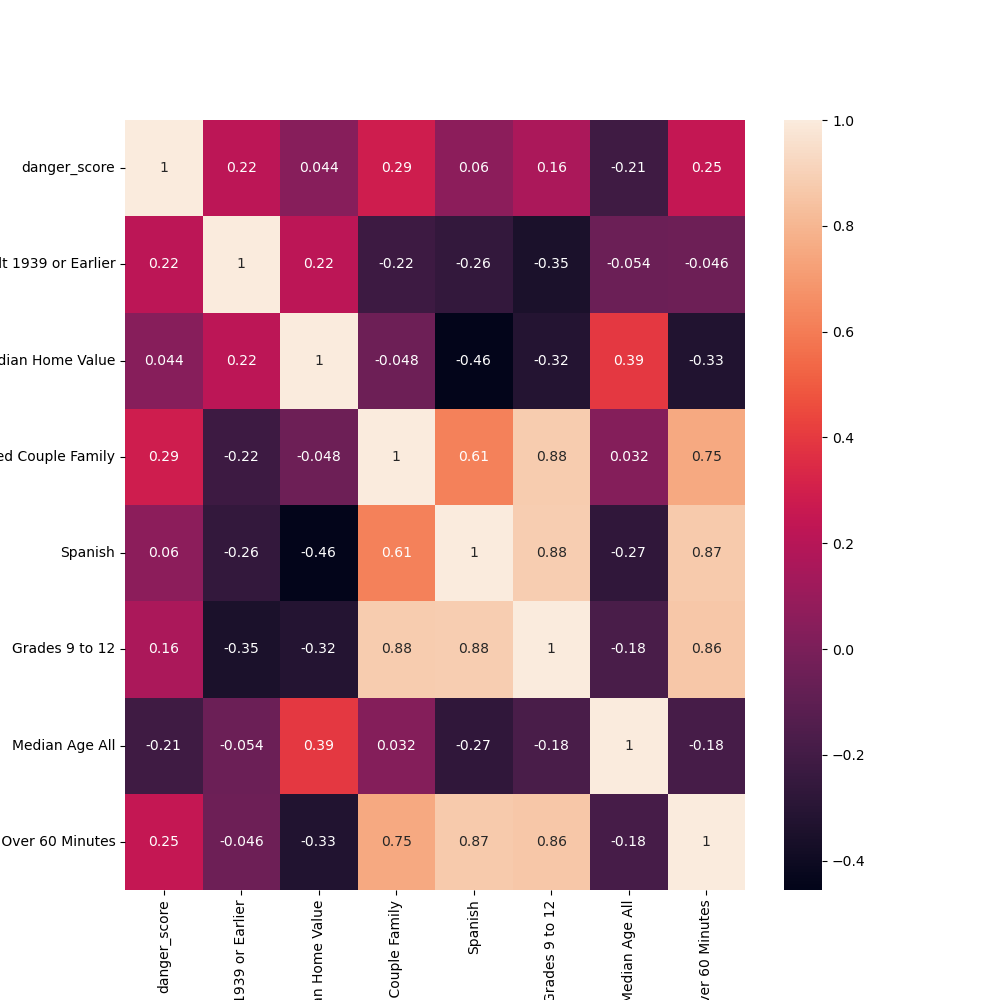 danger_score 1 0.22 0.044 0.29 0.06 0.16 -0.21 0.25
lt 1939 or Earlier 0.22 1 0.22 -0.22 -0.26 -0.35 -0.054 -0.046
dian Home Value 0.044 0.22 1 -0.048 -0.46 -0.32 0.39 -0.33
ed Couple Family 0.29 -0.22 -0.048 1 0.61 0.88 0.032 0.75
Spanish 0.06 -0.26 -0.46 0.61 1 0.88 -0.27 0.87
Grades 9 to 12 0.16 -0.35 -0.32 0.88 0.88 1 -0.18 0.86
Median Age All -0.21 -0.054 0.39 0.032 -0.27 -0.18 1 -0.18
Over 60 Minutes 0.25 -0.046 -0.33 0.75 0.87 0.86 -0.18 1
danger_score
1939 or Earlier
an Home Value
Couple Family
Spanish
Grades 9 to 12
Median Age All
ver 60 Minutes
1.0
0.8
0.6
0.4
0.2
0.0
−0.2
−0.4